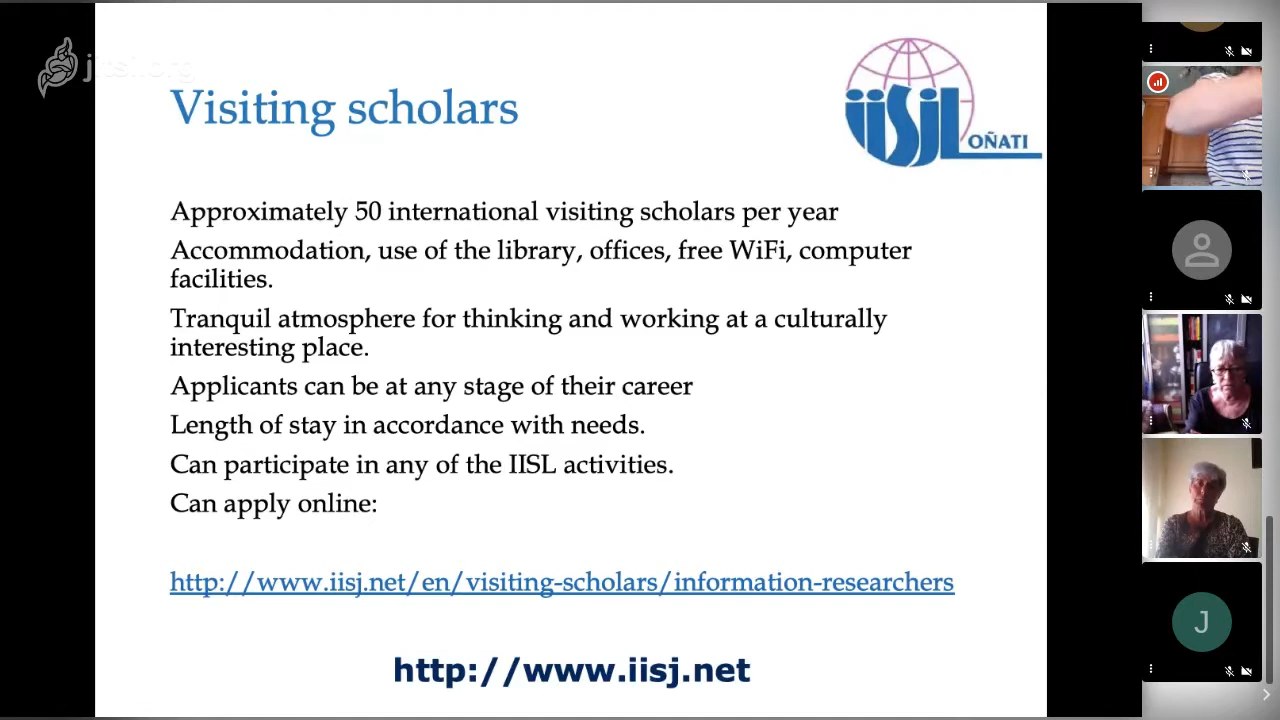 jitsi.org
Visiting scholars
iisjL
OÑATI
Approximately 50 international visiting scholars per year
Accommodation, use of the library, offices, free WiFi, computer
facilities.
Tranquil atmosphere for thinking and working at a culturally
interesting place.
Applicants can be at any stage of their career
Length of stay in accordance with needs.
Can participate in any of the IISL activities.
Can apply online:
http://www.iisj.net/en/visiting-scholars/information-researchers
http://www.iisj.net
J